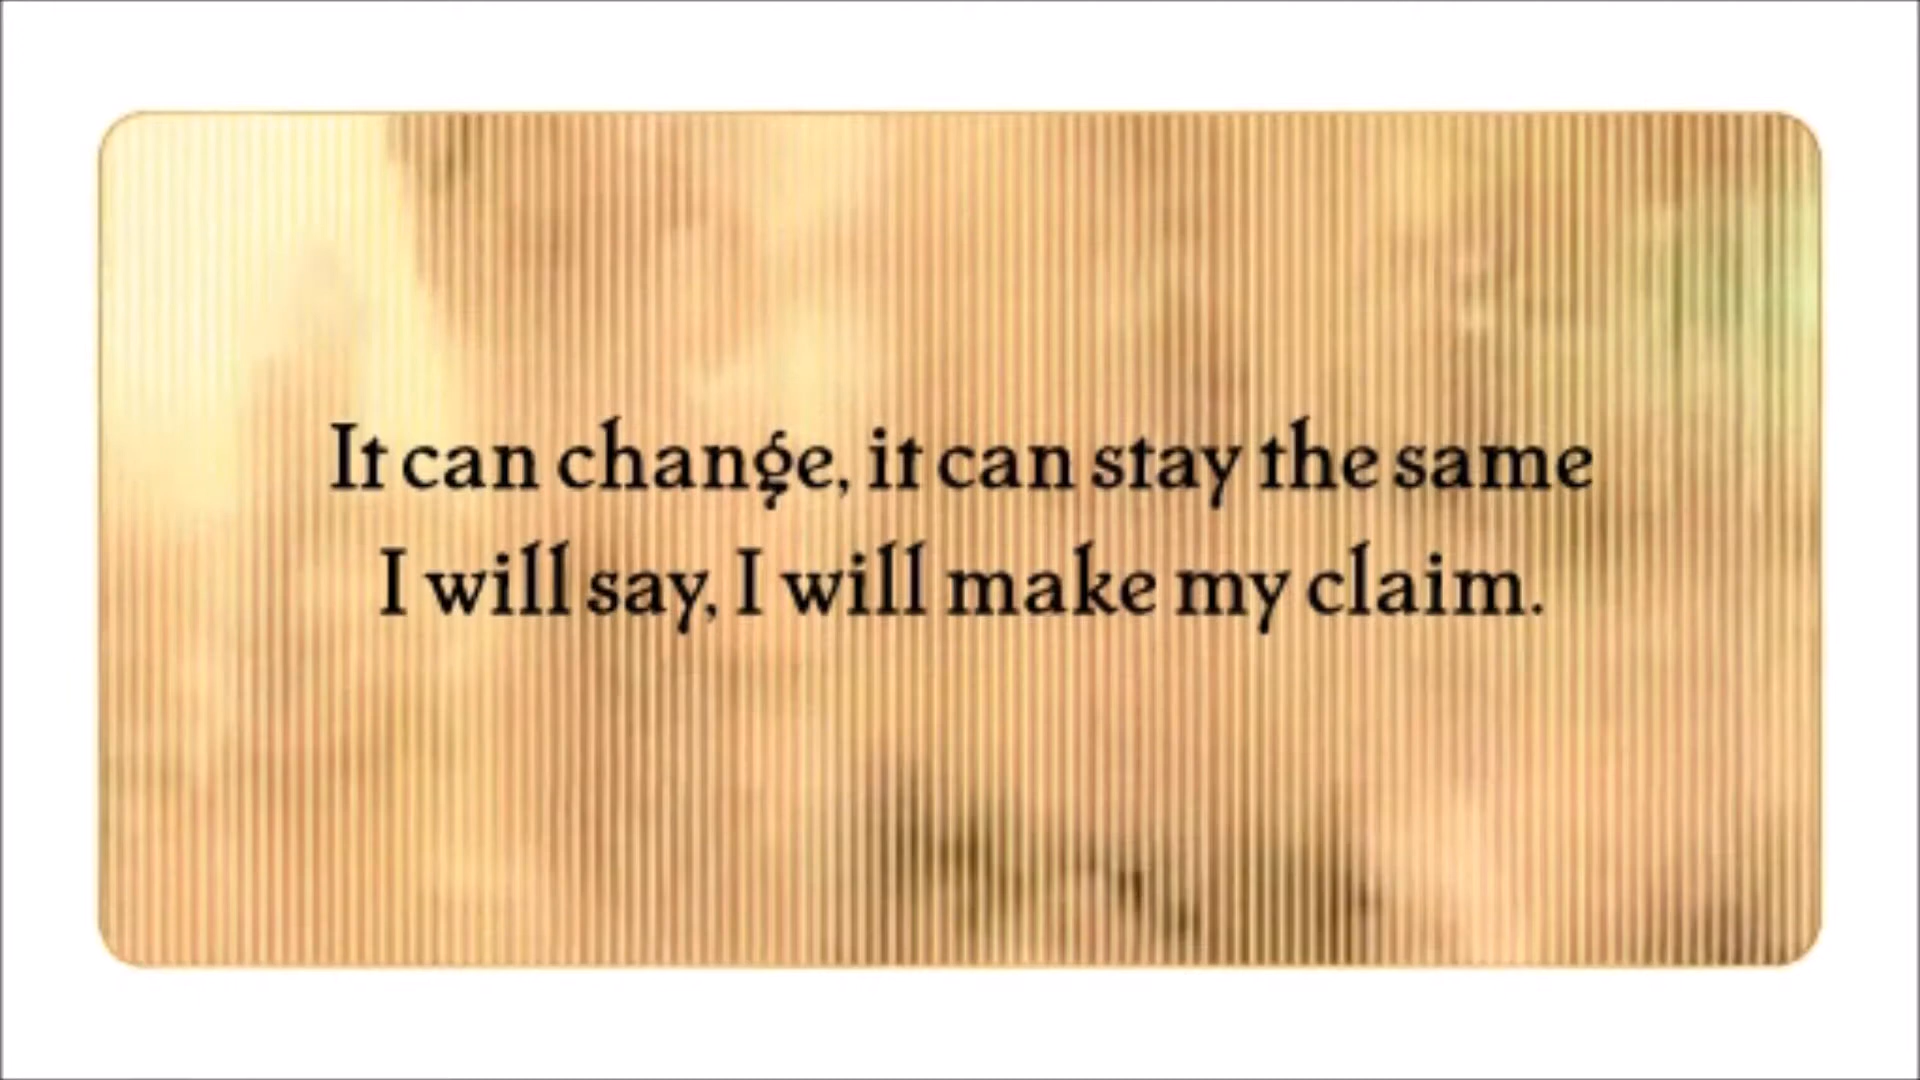 It can change, it can stay the same
I will say, I will make my claim.